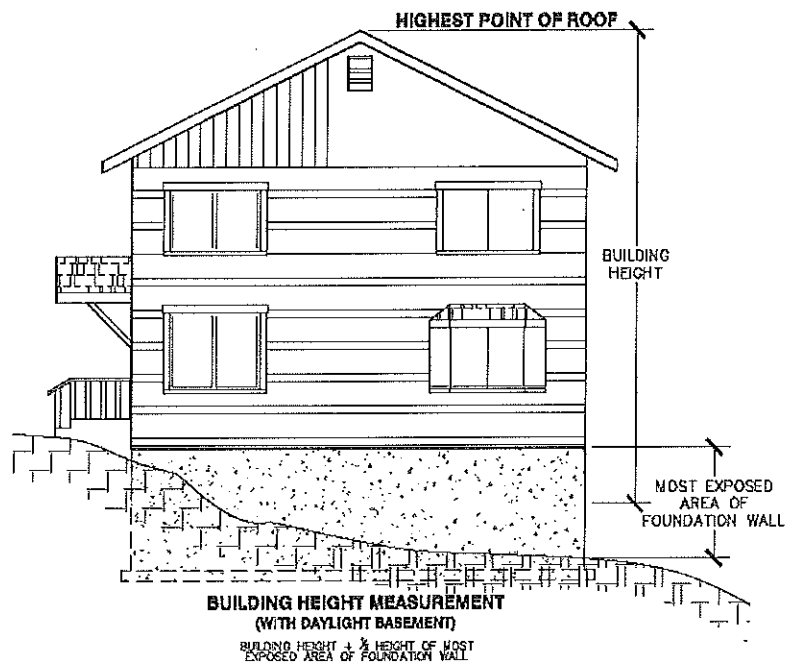 HIGHEST POINT OF ROOF
BUILDING
HEIGHT
MOST EXPOSED
AREA OF
FOUNDATION WALL
BUILDING HEIGHT MEASUREMENT
(WITH DAYLIGHT BASEMENT)
BUILDING HEIGHT + ½ HEIGHT OF MOST
EXPOSED AREA OF FOUNDATION WALL